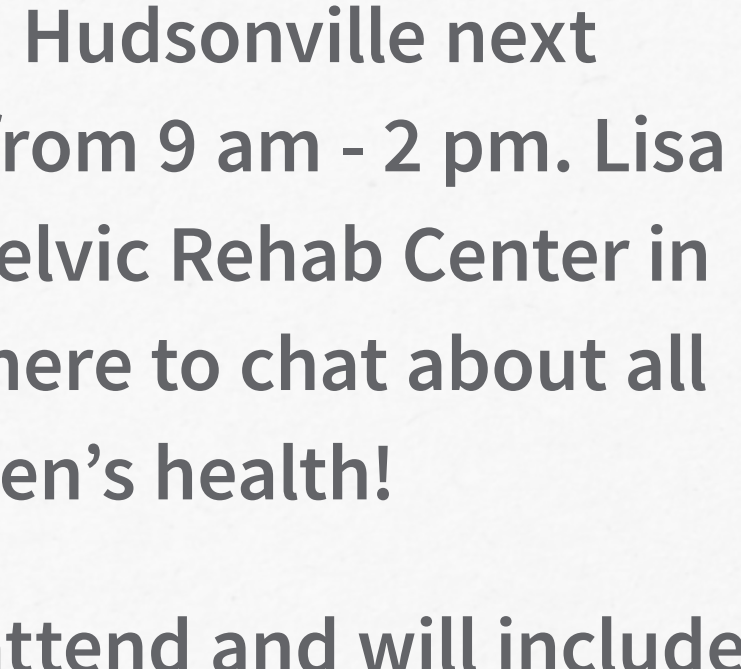 Hudsonville next
from 9 am - 2 pm. Lisa
elvic Rehab Center in
here to chat about all
en’s health!
attend and will include